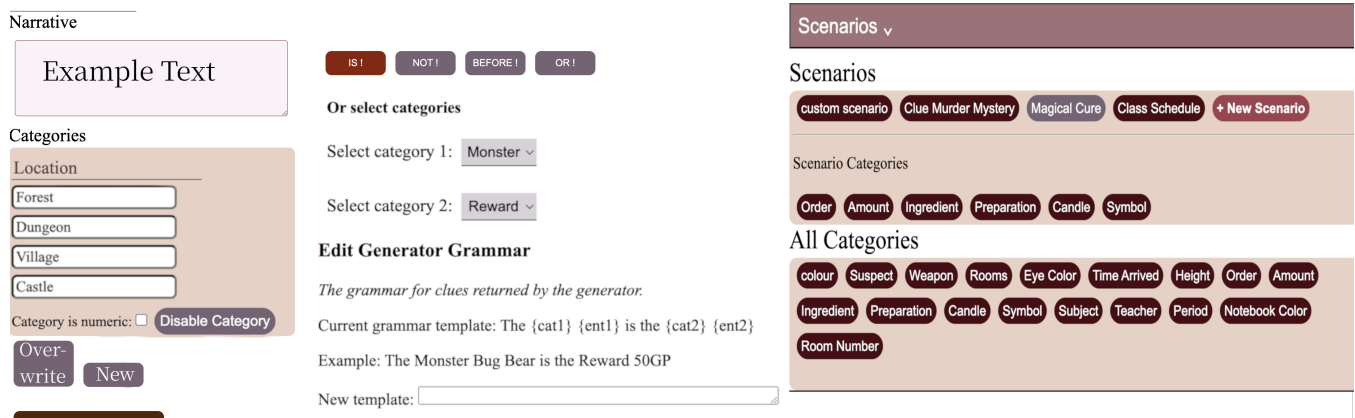 Narrative
Example Text
Categories
Location
Forest
Dungeon
Village
Castle
Category is numeric: Disable Category
Over-
write New
IS ! NOT ! BEFORE ! OR !
Or select categories
Select category 1: Monster
Select category 2: Reward
Edit Generator Grammar
The grammar for clues returned by the generator.
Current grammar template: The {cat1} {ent1} is the {cat2} {ent2}
Example: The Monster Bug Bear is the Reward 50GP
New template:
Scenarios
Scenarios
custom scenario Clue Murder Mystery Magical Cure Class Schedule + New Scenario
Scenario Categories
Order Amount Ingredient Preparation Candle Symbol
All Categories
colour Suspect Weapon Rooms Eye Color Time Arrived Height Order Amount
Ingredient Preparation Candle Symbol Subject Teacher Period Notebook Color
Room Number